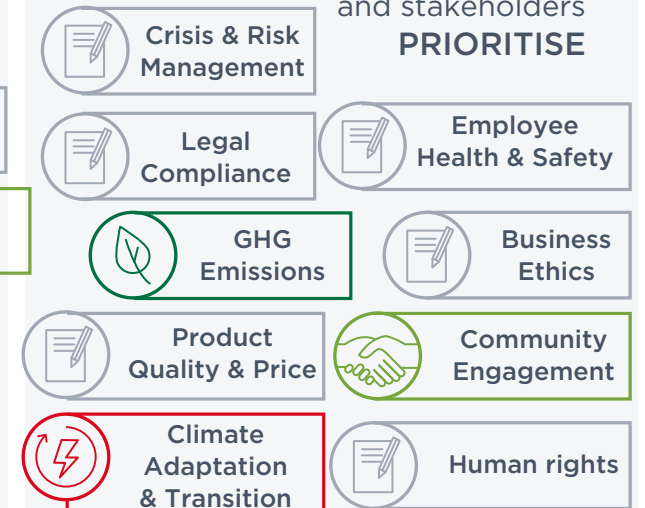 and stakeholders
PRIORITISE
Crisis & Risk
Management
Legal
Compliance
Employee
Health & Safety
GHG
Emissions
Business
Ethics
Product
Quality & Price
Community
Engagement
Climate
Adaptation
& Transition
Human rights